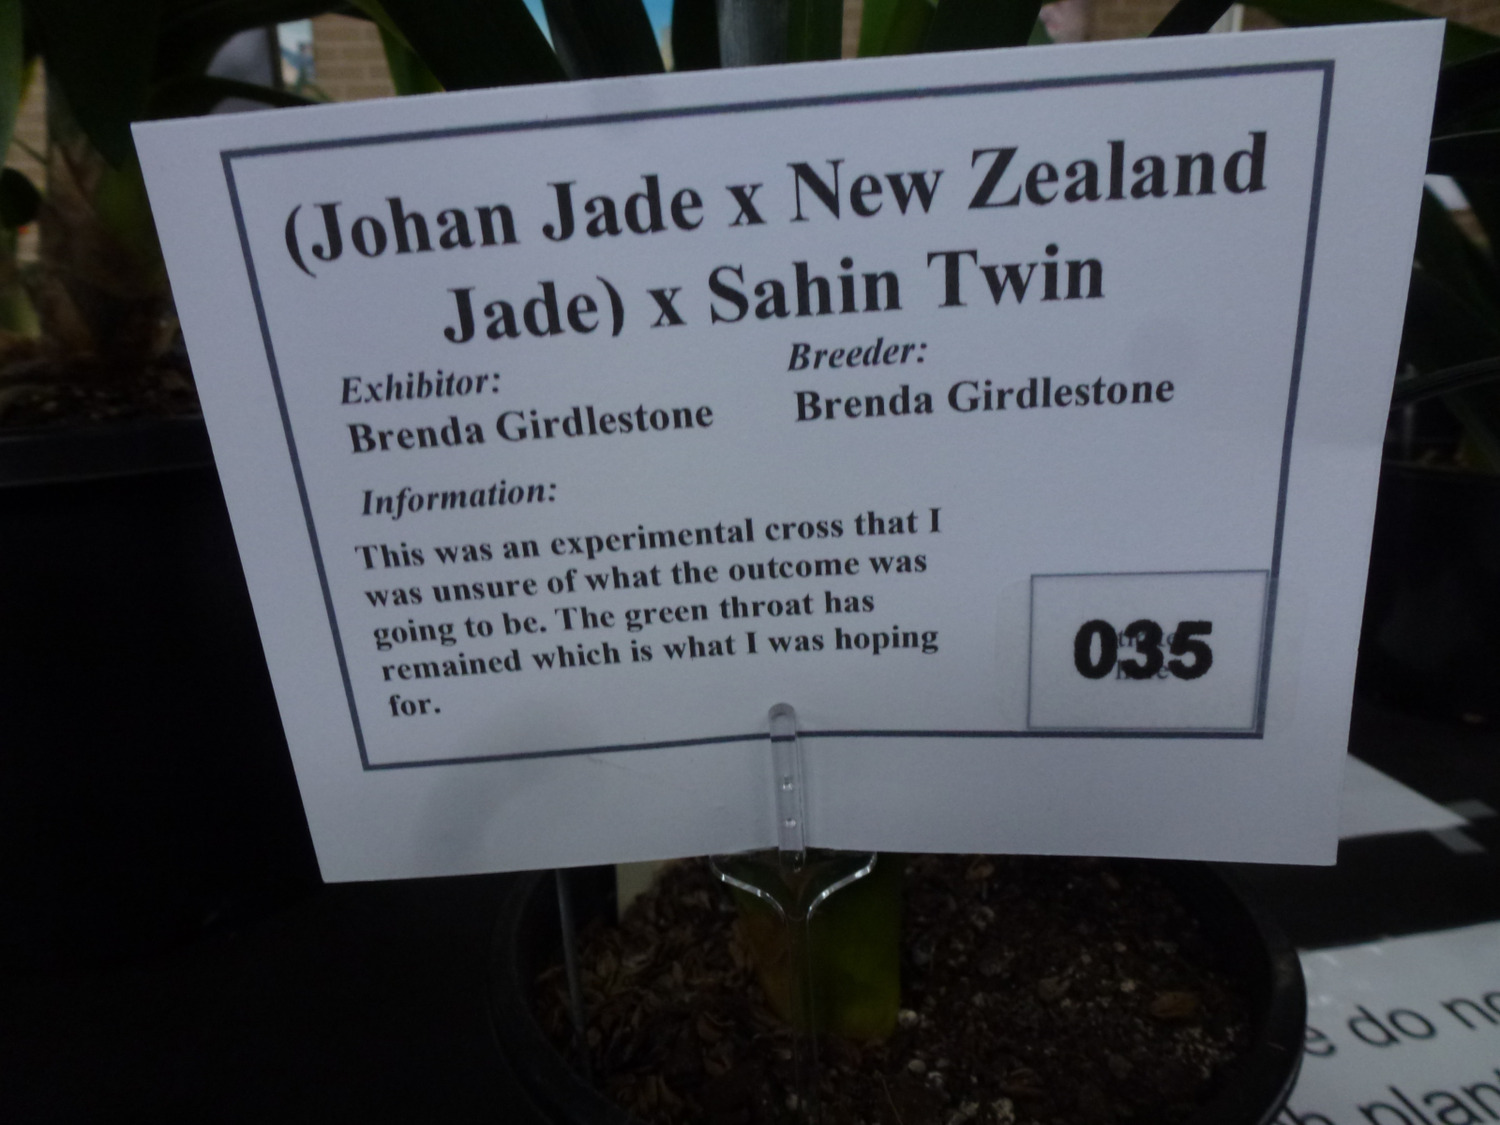 (Johan Jade x New Zealand
Jade) x Sahin Twin
Exhibitor:
Brenda Girdlestone
Breeder:
Brenda Girdlestone
Information:
This was an experimental cross that I
was unsure of what the outcome was
going to be. The green throat has
remained which is what I was hoping
for.
035
do